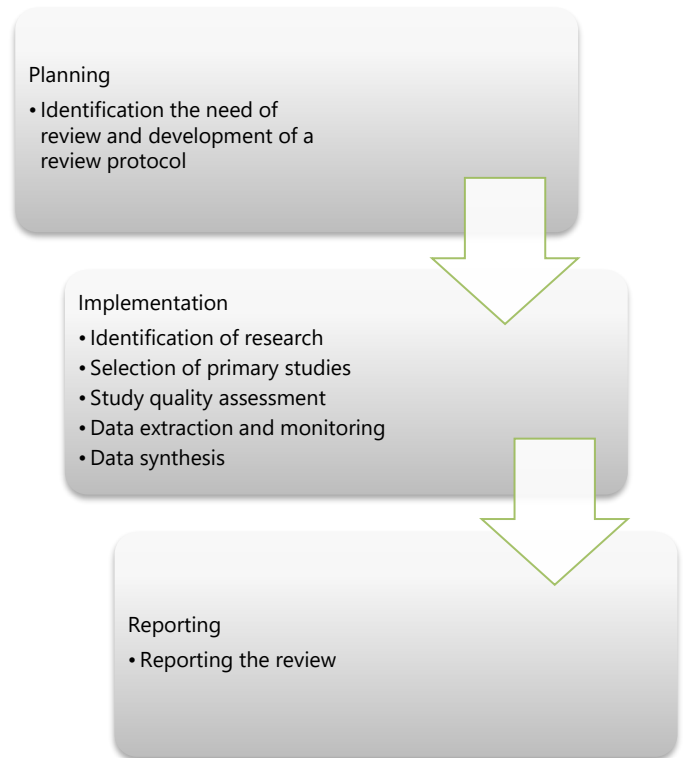 Planning
• Identification the need of
review and development of a
review protocol
Implementation
• Identification of research
• Selection of primary studies
• Study quality assessment
• Data extraction and monitoring
• Data synthesis
Reporting
• Reporting the review